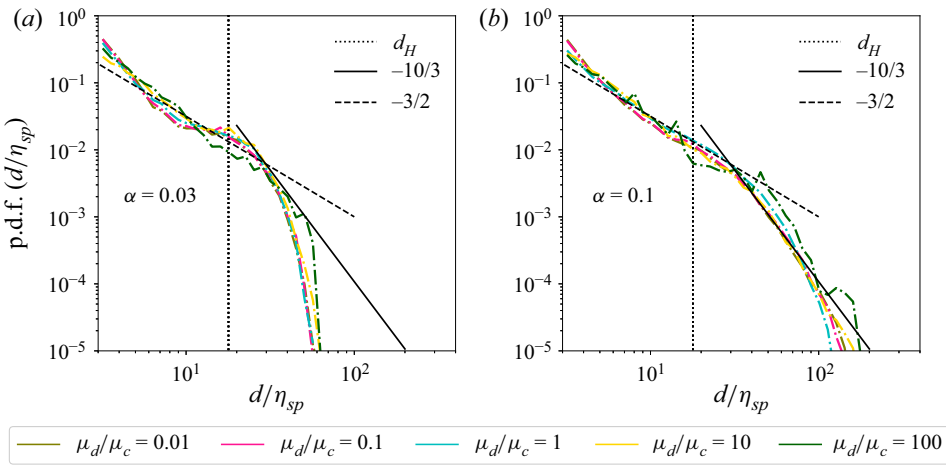 (a)
(b)
p.d.f. (d/η_sp)
10^0
10^−1
10^−2
10^−3
10^−4
10^−5
d_H
−10/3
−3/2
α = 0.03
10^1
10^2
d/η_sp
10^0
10^−1
10^−2
10^−3
10^−4
10^−5
d_H
−10/3
−3/2
α = 0.1
10^1
10^2
d/η_sp
μ_d/μ_c = 0.01 μ_d/μ_c = 0.1 μ_d/μ_c = 1 μ_d/μ_c = 10 μ_d/μ_c = 100